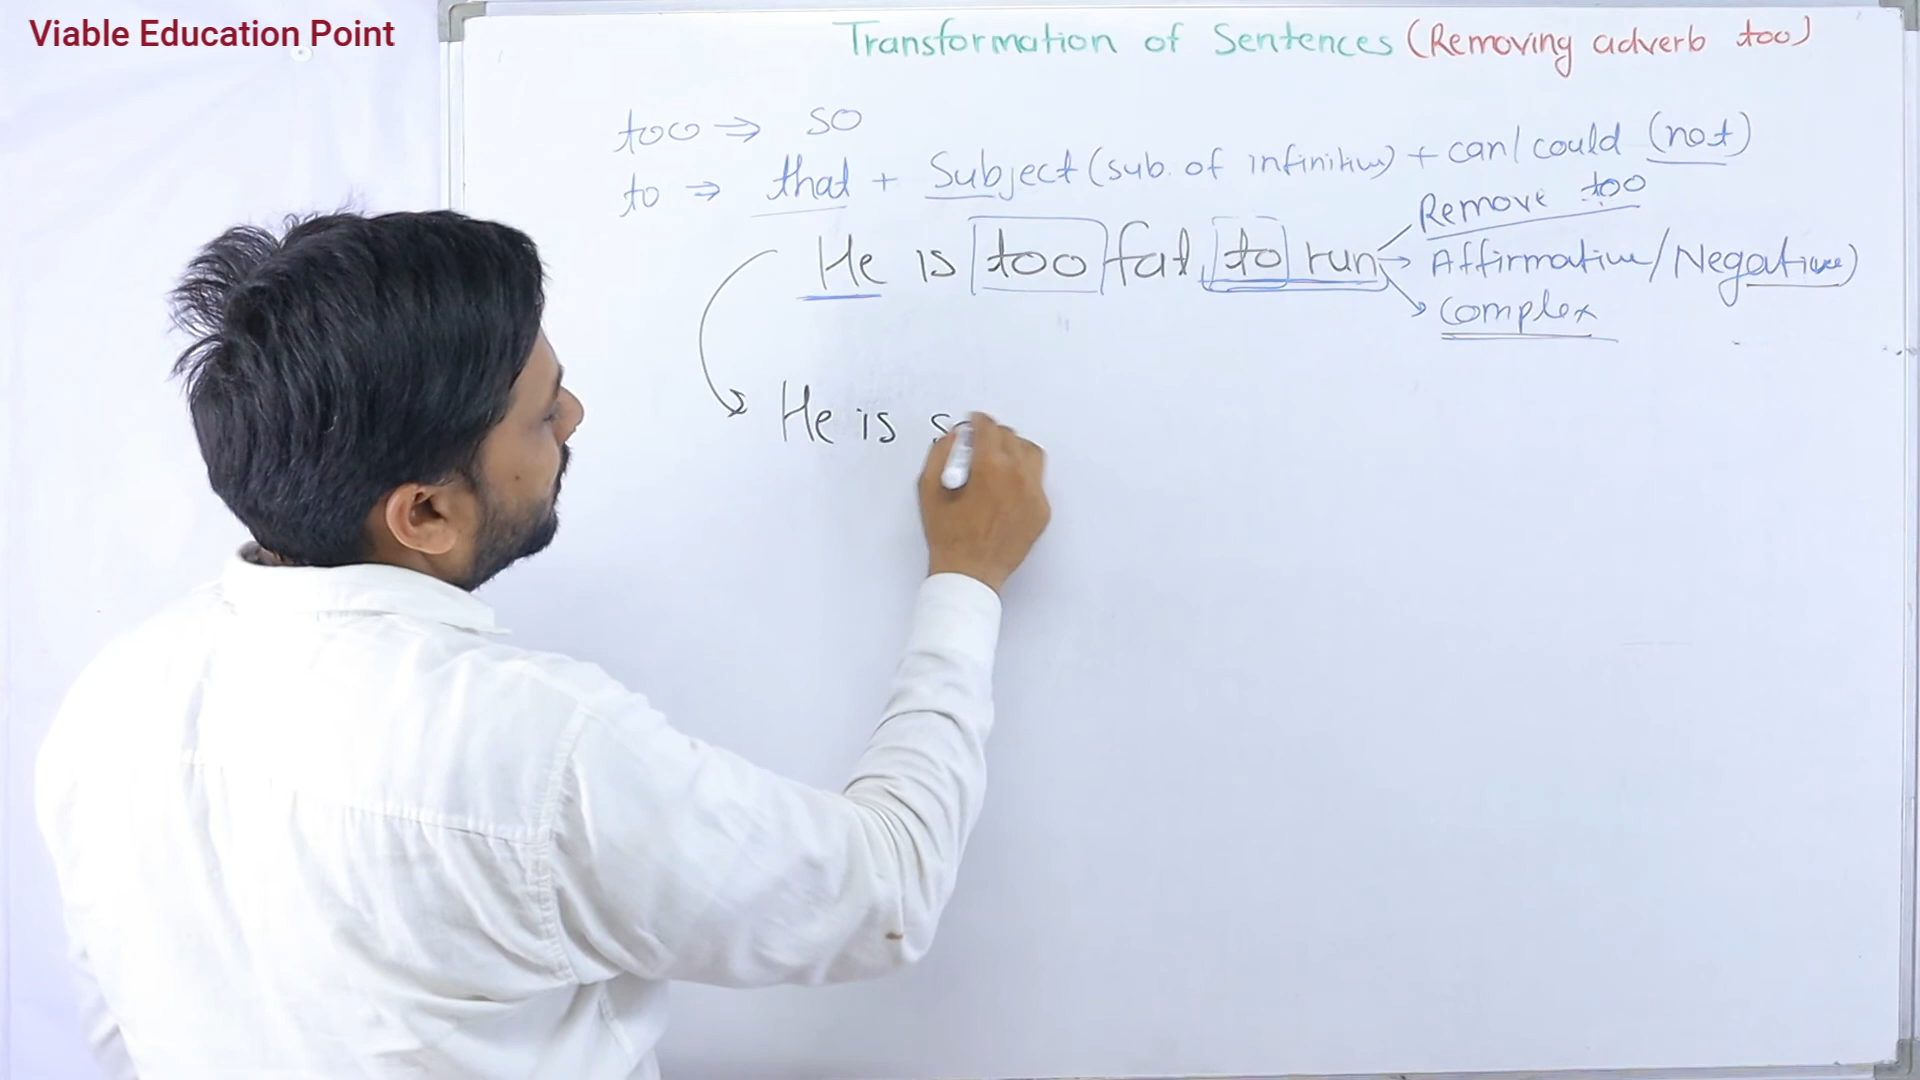 Viable Education Point
Transformation of Sentences (Removing adverb too)
too ⇒ so
to ⇒ that + Subject (sub. of infinitive) + can/could (not)
He is too fat to run
Remove too
→ Affirmative/Negative)
Complex
He is so